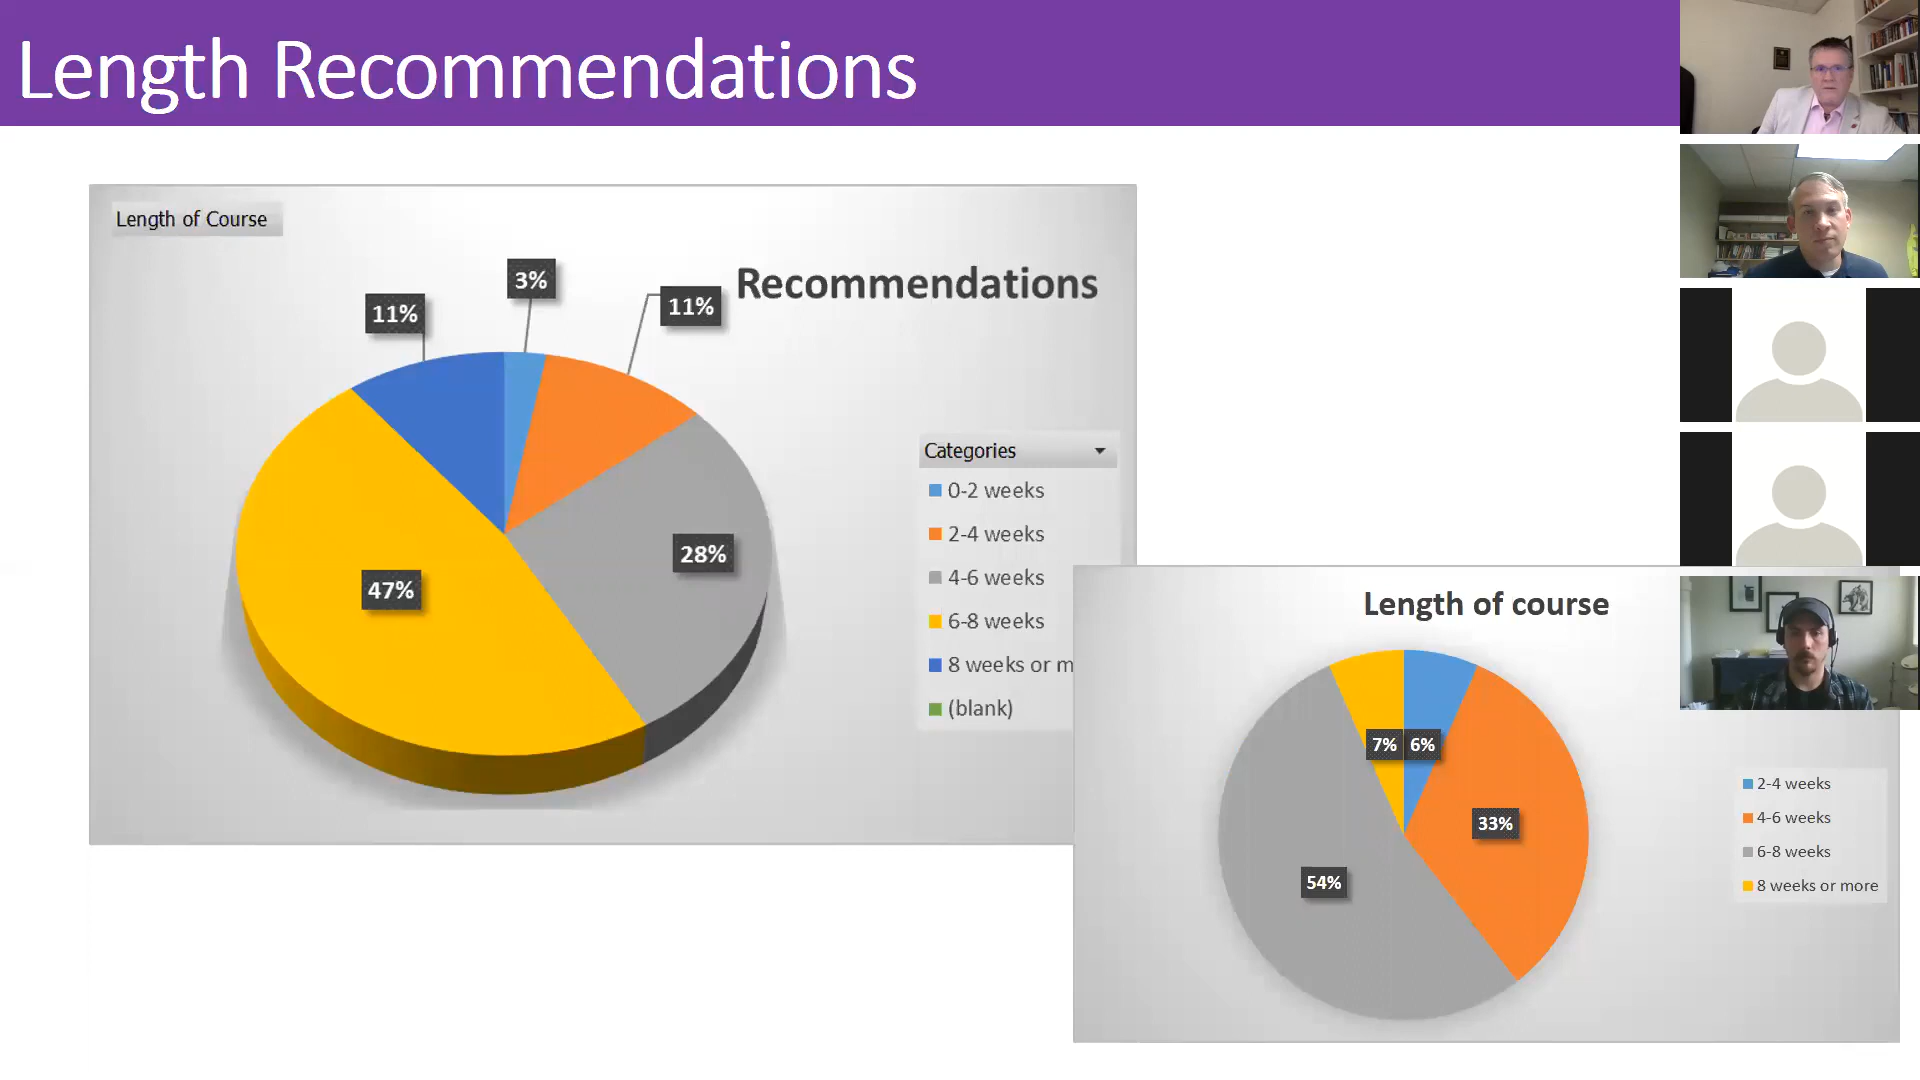 Length Recommendations
Length of Course
Recommendations
3%
11%
11%
28%
47%
Categories
0-2 weeks
2-4 weeks
4-6 weeks
6-8 weeks
8 weeks or m
(blank)
Length of course
7%
6%
33%
54%
2-4 weeks
4-6 weeks
6-8 weeks
8 weeks or more